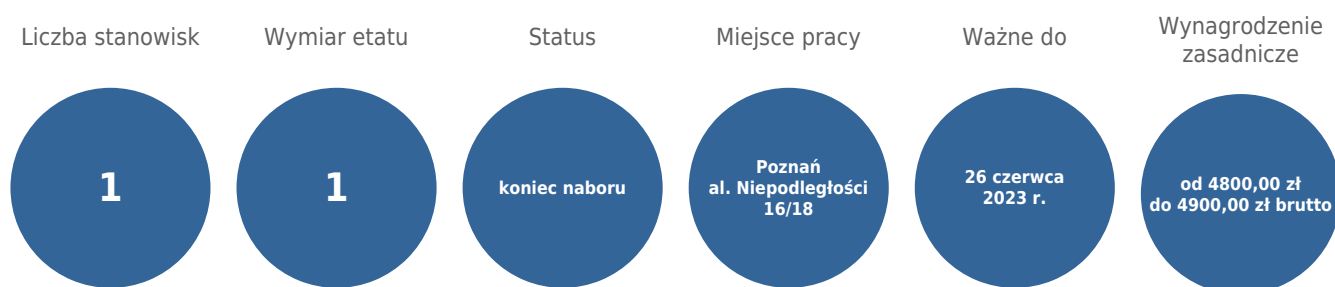 Liczba stanowisk
Wymiar etatu
Status
Miejsce pracy
Ważne do
Wynagrodzenie
zasadnicze
1
1
koniec naboru
Poznań
al. Niepodległości
16/18
26 czerwca
2023 r.
od 4800,00 zł
do 4900,00 zł brutto